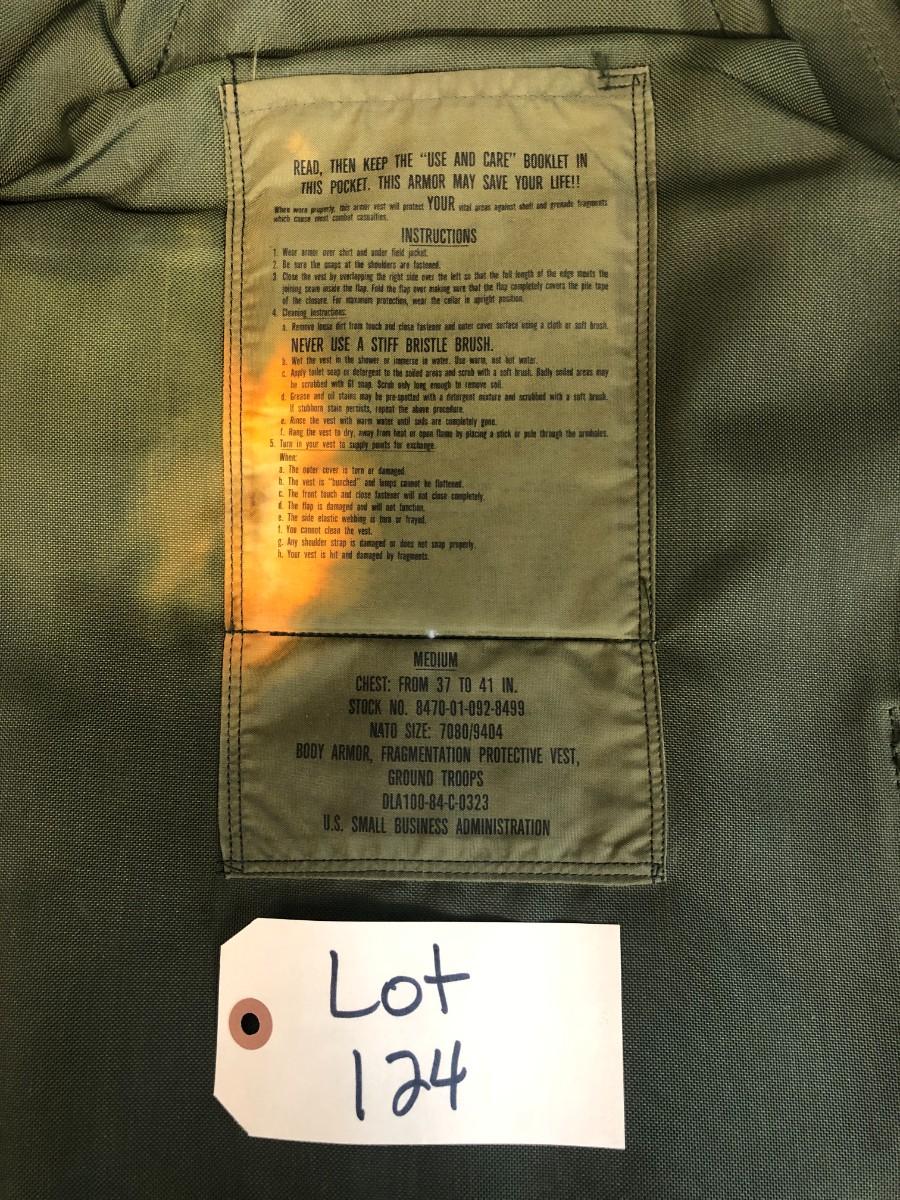 READ, THEN KEEP THE "USE AND CARE" BOOKLET IN
THIS POCKET. THIS ARMOR MAY SAVE YOUR LIFE!!
When worn properly, this armor vest will protect YOUR vital areas against shell and grenade fragments
which cause most combat casualties.
INSTRUCTIONS
1. Wear armor over shirt and under field jacket.
2. Be sure the snaps at the shoulders are fastened.
3. Close the vest by overlapping the right side over the left so that the full length of the edge meets the
joining seam inside the flap. Fold the flap over making sure that the flap completely covers the pile tape
of the closure. For maximum protection, wear the collar in upright position.
4. Cleaning instructions:
a. Remove loose dirt from touch and close fastener and outer cover surface using a cloth or soft brush.
NEVER USE A STIFF BRISTLE BRUSH.
b. Wet the vest in the shower or immerse in water. Use warm, not hot water.
c. Apply toilet soap or detergent to the soiled areas and scrub with a soft brush. Badly soiled areas may
be scrubbed with GI soap. Scrub only long enough to remove soil.
d. Grease and oil stains may be pre-spotted with a detergent mixture and scrubbed with a soft brush.
If stubborn stain persists, repeat the above procedure.
e. Rinse the vest with warm water until suds are completely gone.
f. Hang the vest to dry, away from heat or open flame by placing a stick or pole through the armholes.
5. Turn in your vest to supply points for exchange.
When:
a. The outer cover is torn or damaged.
b. The vest is "bunched" and lumps cannot be flattened.
c. The front touch and close fastener will not close completely.
d. The flap is damaged and will not function.
e. The side elastic webbing is torn or frayed.
f. You cannot clean the vest.
g. Any shoulder strap is damaged or does not snap properly.
h. Your vest is hit and damaged by fragments.
MEDIUM
CHEST: FROM 37 TO 41 IN.
STOCK NO. 8470-01-092-8499
NATO SIZE: 7080/9404
BODY ARMOR, FRAGMENTATION PROTECTIVE VEST,
GROUND TROOPS
DLA100-84-C-0323
U.S. SMALL BUSINESS ADMINISTRATION
Lot
124